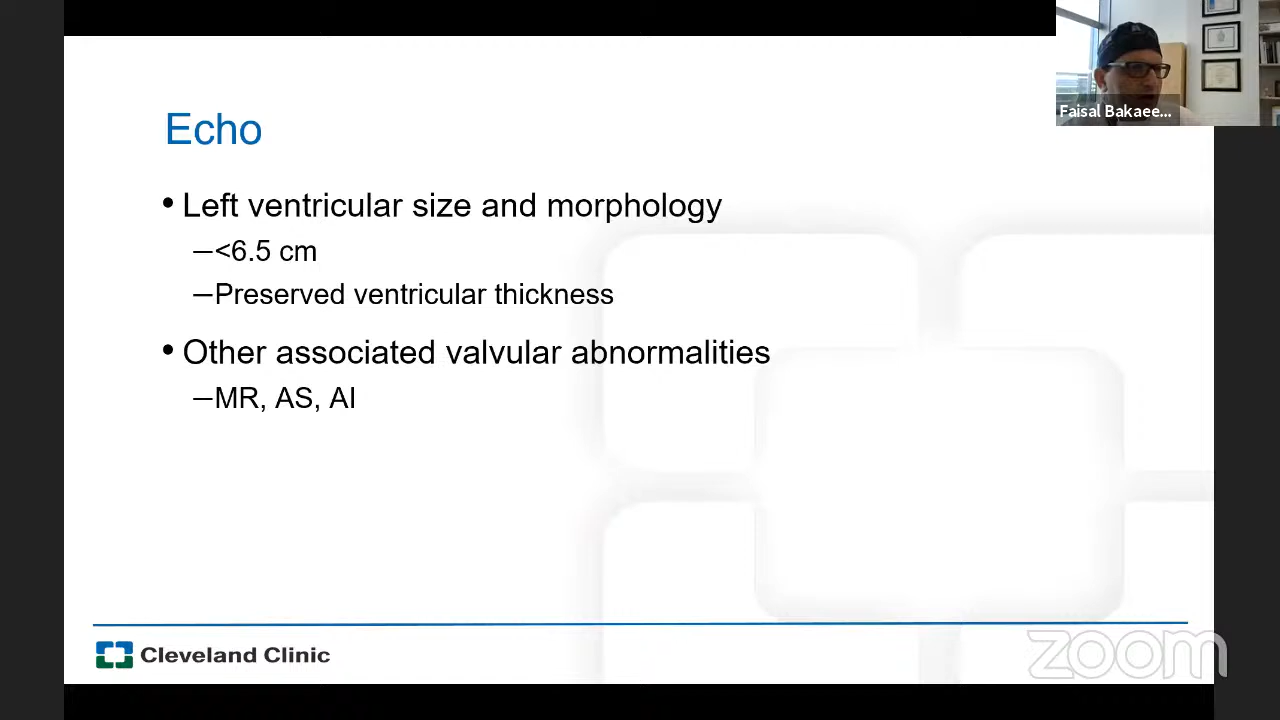 Faisal Bakaee...
Echo
• Left ventricular size and morphology
–<6.5 cm
–Preserved ventricular thickness
• Other associated valvular abnormalities
–MR, AS, AI
Cleveland Clinic
zoom